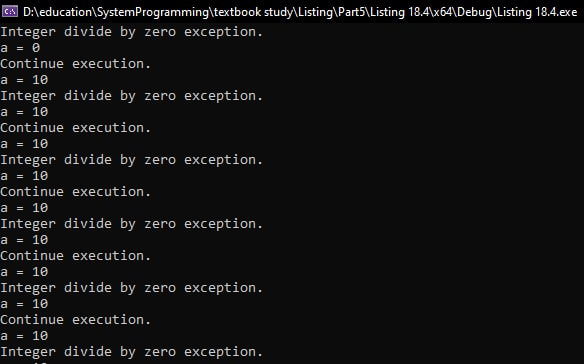 D:\education\SystemProgramming\textbook study\Listing\Part5\Listing 18.4\x64\Debug\Listing 18.4.exe
Integer divide by zero exception.
a = 0
Continue execution.
a = 10
Integer divide by zero exception.
a = 10
Continue execution.
a = 10
Integer divide by zero exception.
a = 10
Continue execution.
a = 10
Integer divide by zero exception.
a = 10
Continue execution.
a = 10
Integer divide by zero exception.
a = 10
Continue execution.
a = 10
Integer divide by zero exception.